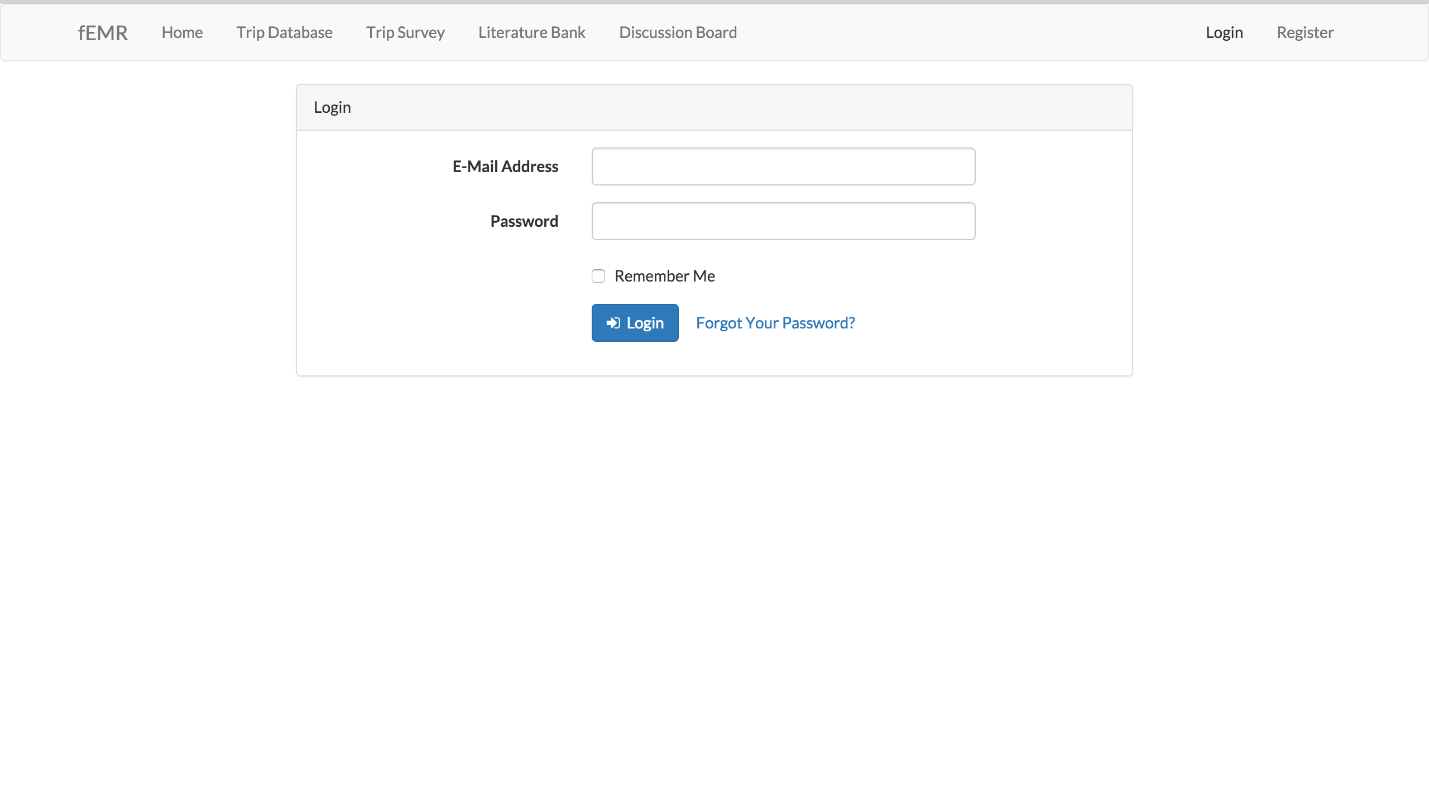 fEMR Home Trip Database Trip Survey Literature Bank Discussion Board Login Register
Login
E-Mail Address
Password
Remember Me
Login Forgot Your Password?